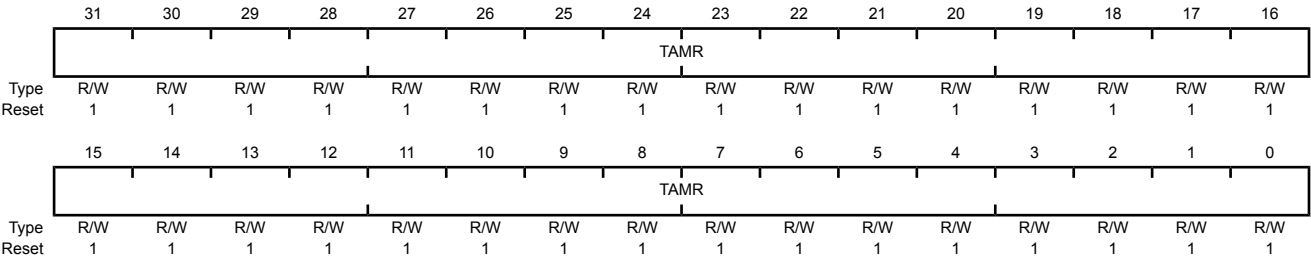 31 30 29 28 27 26 25 24 23 22 21 20 19 18 17 16
TAMR
Type R/W R/W R/W R/W R/W R/W R/W R/W R/W R/W R/W R/W R/W R/W R/W R/W
Reset 1 1 1 1 1 1 1 1 1 1 1 1 1 1 1 1
15 14 13 12 11 10 9 8 7 6 5 4 3 2 1 0
TAMR
Type R/W R/W R/W R/W R/W R/W R/W R/W R/W R/W R/W R/W R/W R/W R/W R/W
Reset 1 1 1 1 1 1 1 1 1 1 1 1 1 1 1 1